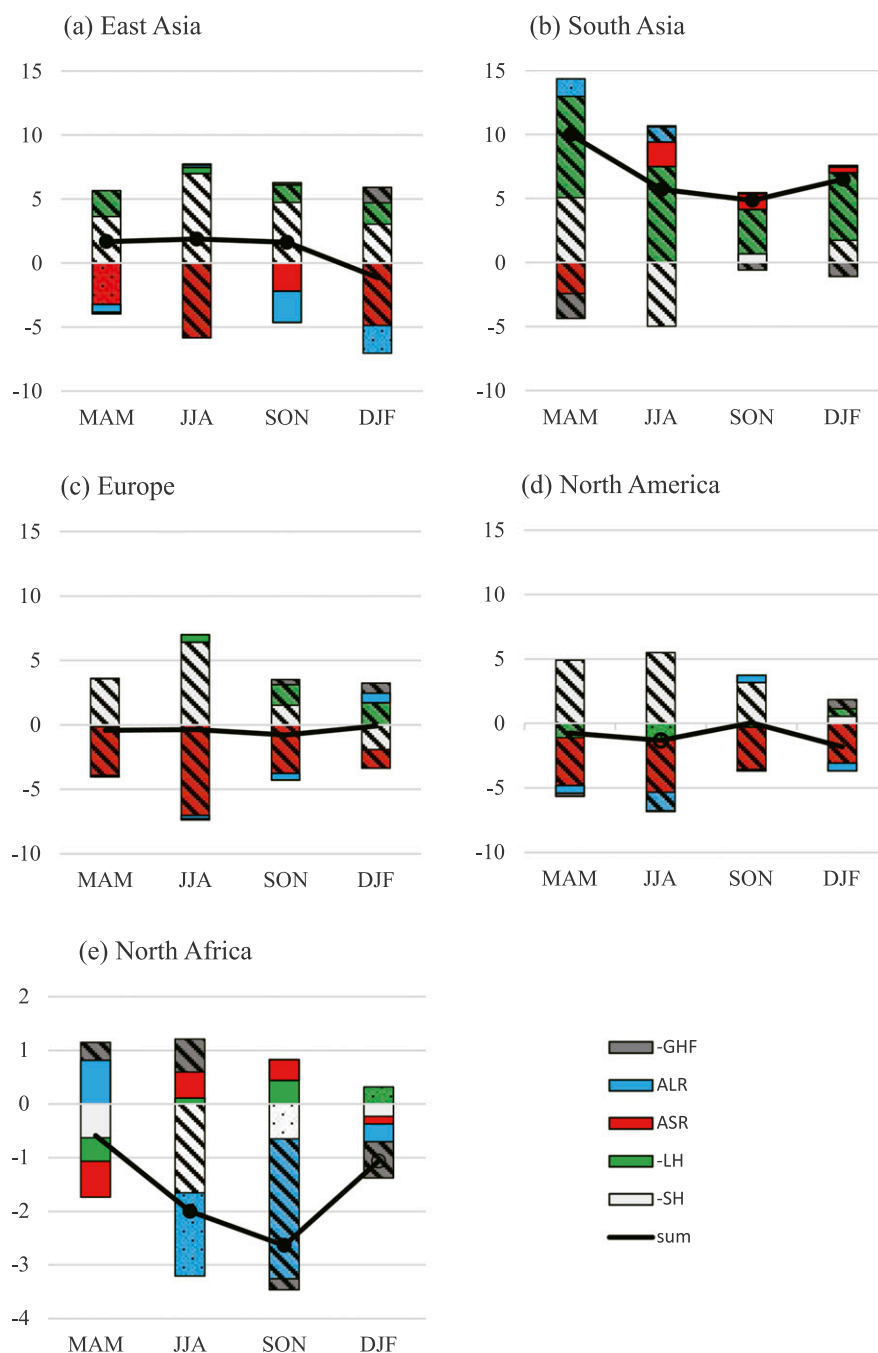 (a) East Asia
15
10
5
0
-5
-10
MAM JJA SON DJF
(b) South Asia
15
10
5
0
-5
-10
MAM JJA SON DJF
(c) Europe
15
10
5
0
-5
-10
MAM JJA SON DJF
(d) North America
15
10
5
0
-5
-10
MAM JJA SON DJF
(e) North Africa
2
1
0
-1
-2
-3
-4
MAM JJA SON DJF
-GHF
ALR
ASR
-LH
-SH
sum